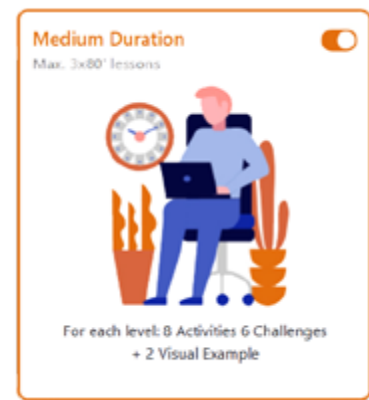 Medium Duration
Max. 3x80' lessons
For each level: 8 Activities 6 Challenges
+ 2 Visual Example